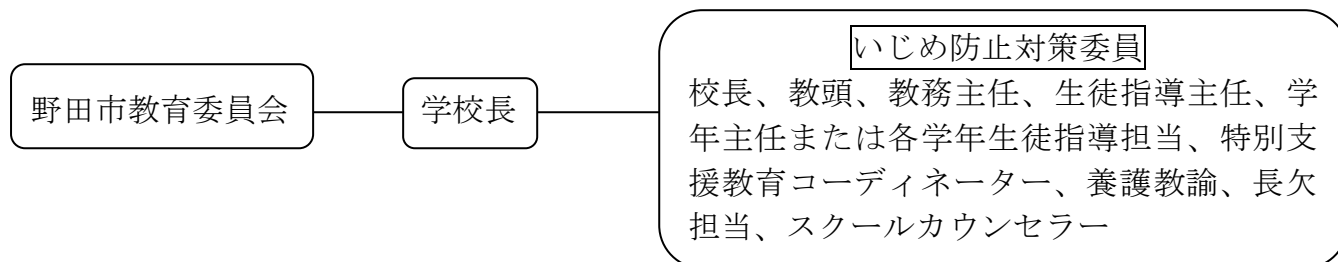 野田市教育委員会
学校長
いじめ防止対策委員
校長、教頭、教務主任、生徒指導主任、学
年主任または各学年生徒指導担当、特別支
援教育コーディネーター、養護教諭、長欠
担当、スクールカウンセラー